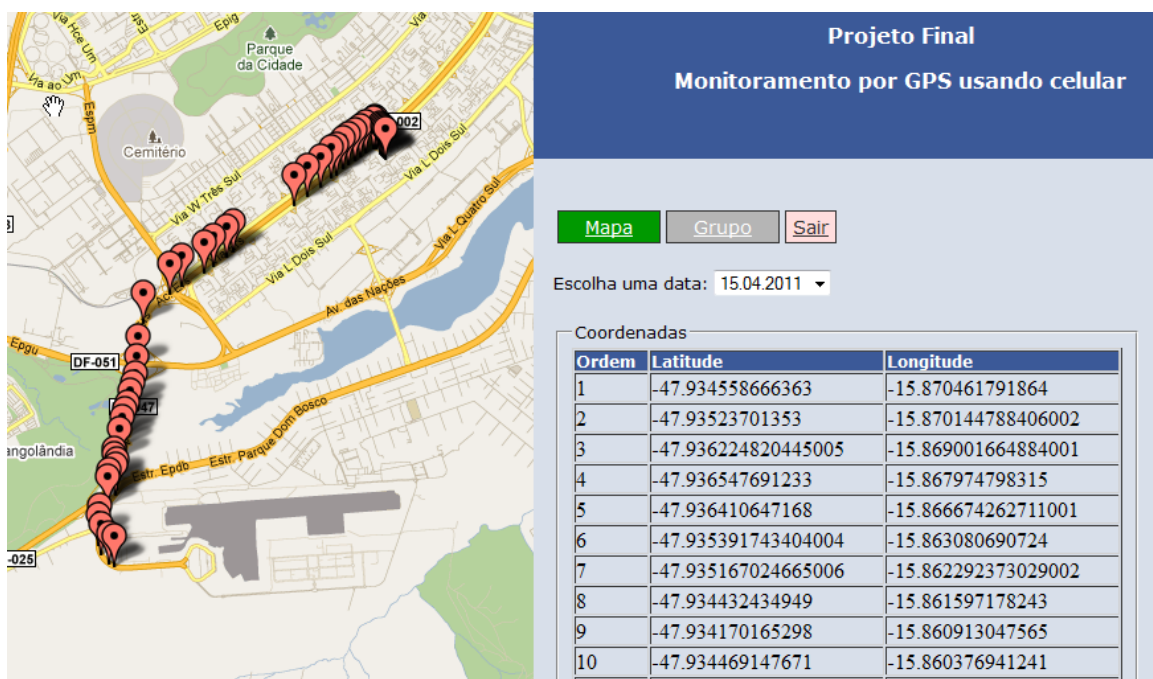 Via Hce Um
Estr
Epig
Via
Parque
da Cidade
Via ao Um
Espm
002
Cemitério
Via W Três Sul
Via L Dois Sul
Via L Quatro Sul
Via L Dois Sul
Av. das Nações
Epgu
DF-051
047
angolândia
Estr. Epdb
Estr. Parque Dom Bosco
-025
Projeto Final
Monitoramento por GPS usando celular
Mapa Grupo Sair
Escolha uma data: 15.04.2011
Coordenadas
Ordem Latitude Longitude
1 -47.934558666363 -15.870461791864
2 -47.93523701353 -15.870144788406002
3 -47.936224820445005 -15.869001664884001
4 -47.936547691233 -15.867974798315
5 -47.936410647168 -15.866674262711001
6 -47.935391743404004 -15.863080690724
7 -47.935167024665006 -15.862292373029002
8 -47.934432434949 -15.861597178243
9 -47.934170165298 -15.860913047565
10 -47.934469147671 -15.860376941241